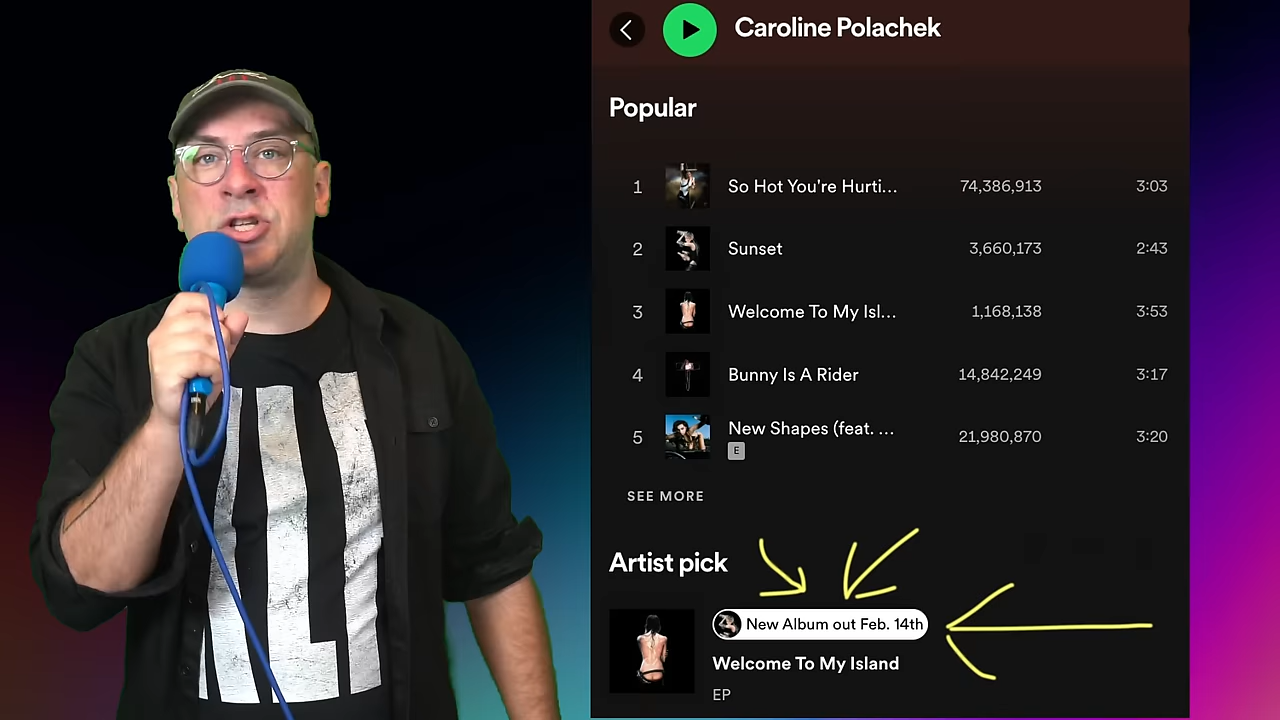 Caroline Polachek
Popular
1 So Hot You're Hurti... 74,386,913 3:03
2 Sunset 3,660,173 2:43
3 Welcome To My Isl... 1,168,138 3:53
4 Bunny Is A Rider 14,842,249 3:17
5 New Shapes (feat. ... 21,980,870 3:20
E
SEE MORE
Artist pick
New Album out Feb. 14th
Welcome To My Island
EP